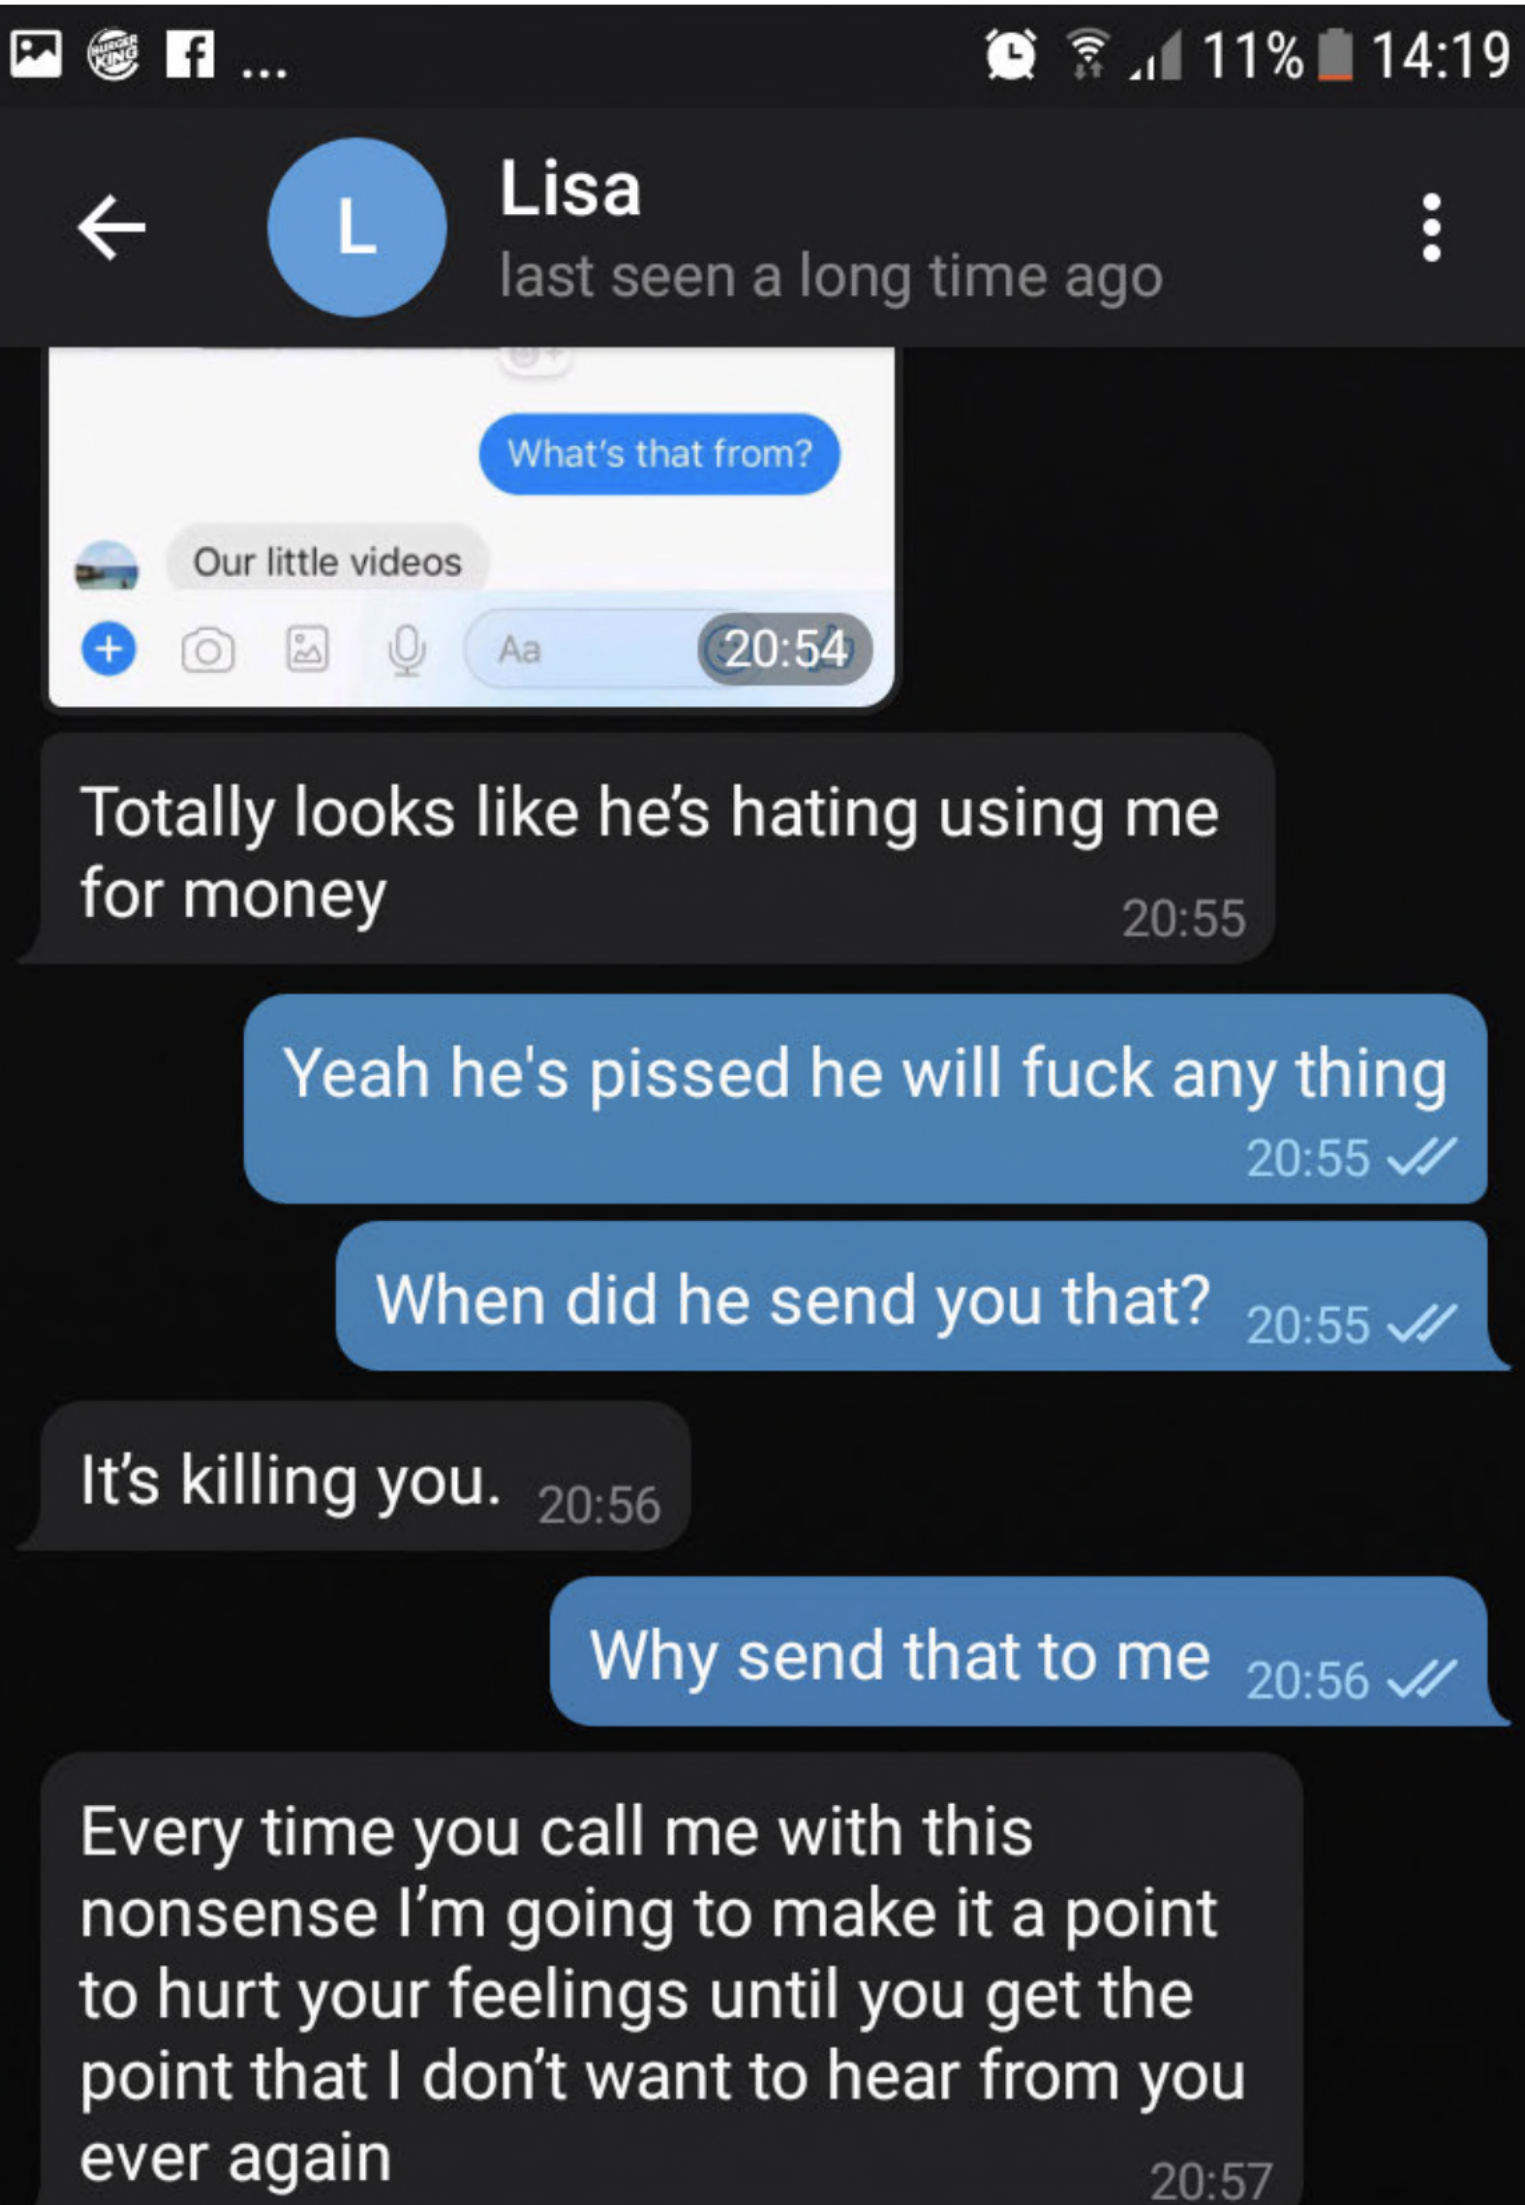 BURGER KING
f ...
11% 14:19
L
Lisa
last seen a long time ago
What's that from?
Our little videos
Aa
20:54
Totally looks like he's hating using me
for money
20:55
Yeah he's pissed he will fuck any thing
20:55
When did he send you that? 20:55
It's killing you. 20:56
Why send that to me 20:56
Every time you call me with this
nonsense I'm going to make it a point
to hurt your feelings until you get the
point that I don't want to hear from you
ever again
20:57